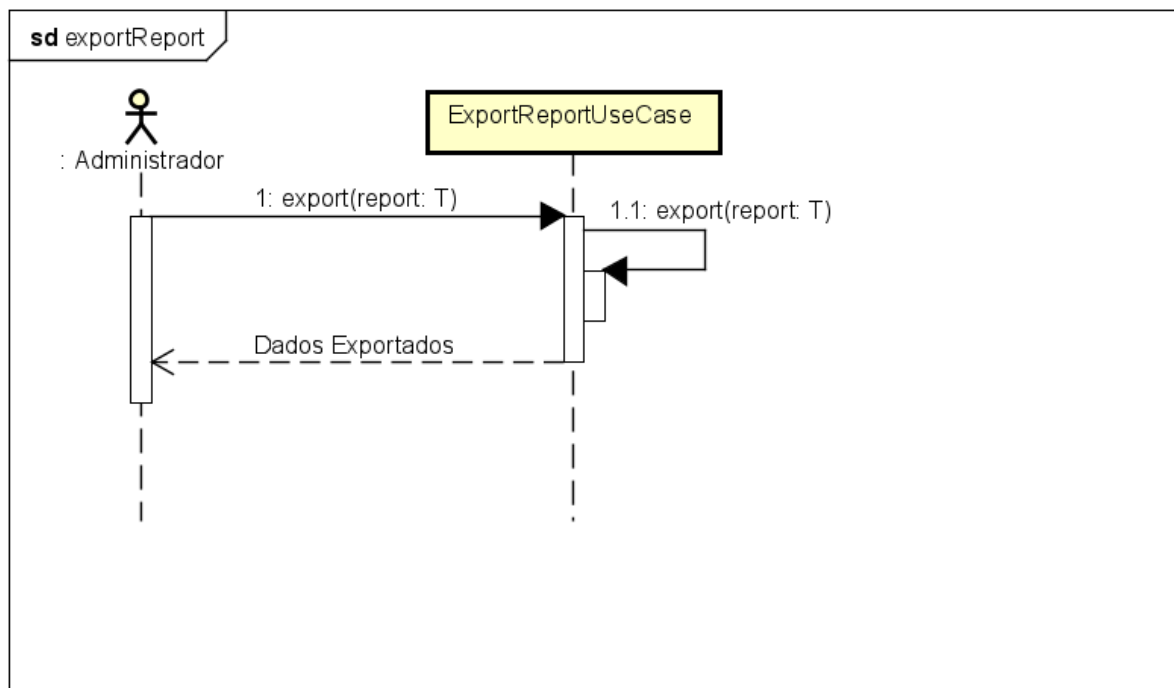 sd exportReport
ExportReportUseCase
: Administrador
1: export(report: T)
1.1: export(report: T)
Dados Exportados